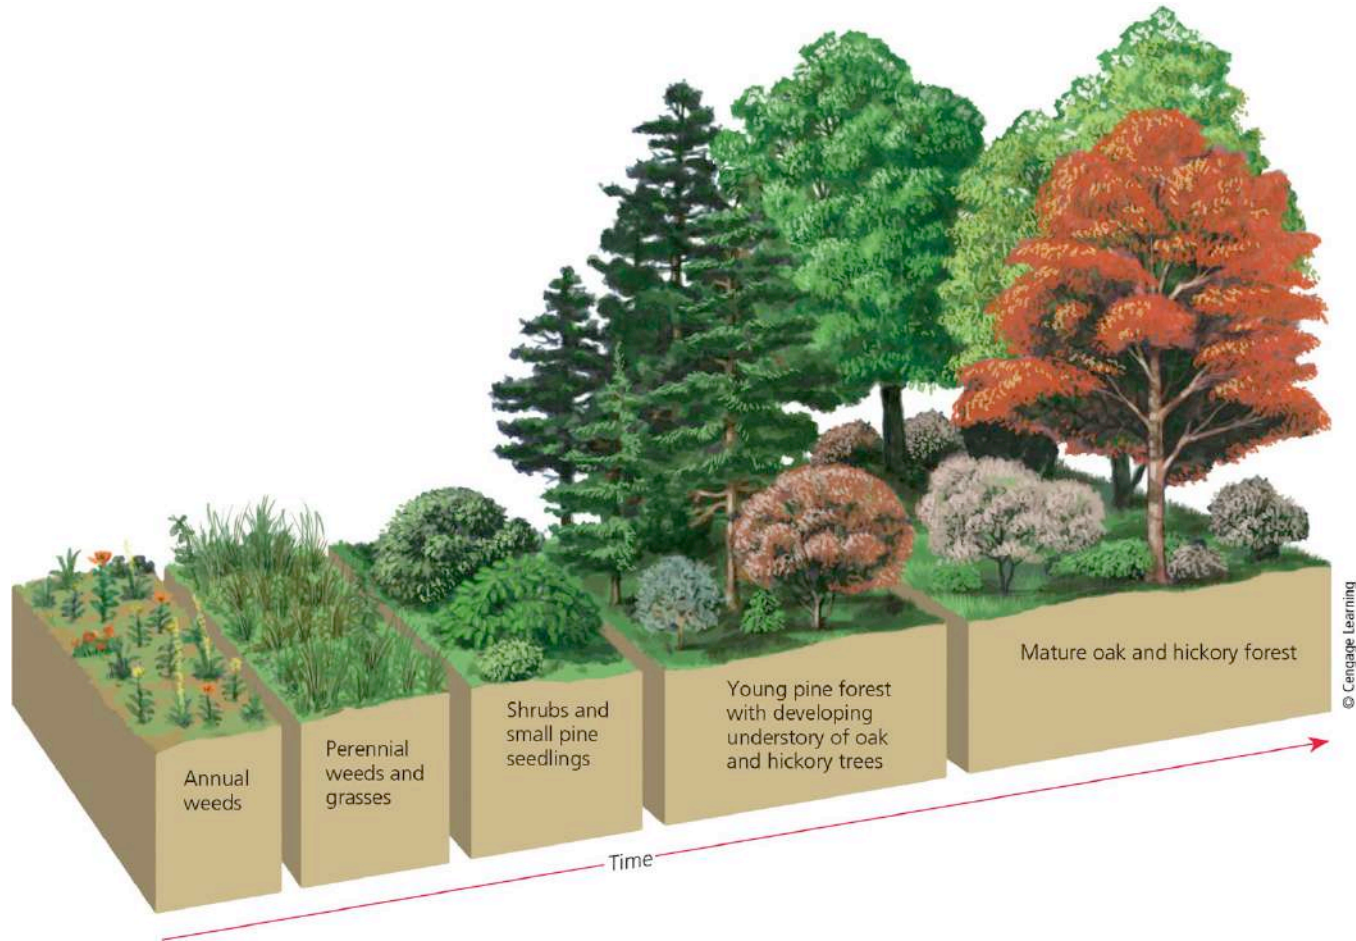 Annual
weeds
Perennial
weeds and
grasses
Shrubs and
small pine
seedlings
Young pine forest
with developing
understory of oak
and hickory trees
Mature oak and hickory forest
Time
© Cengage Learning